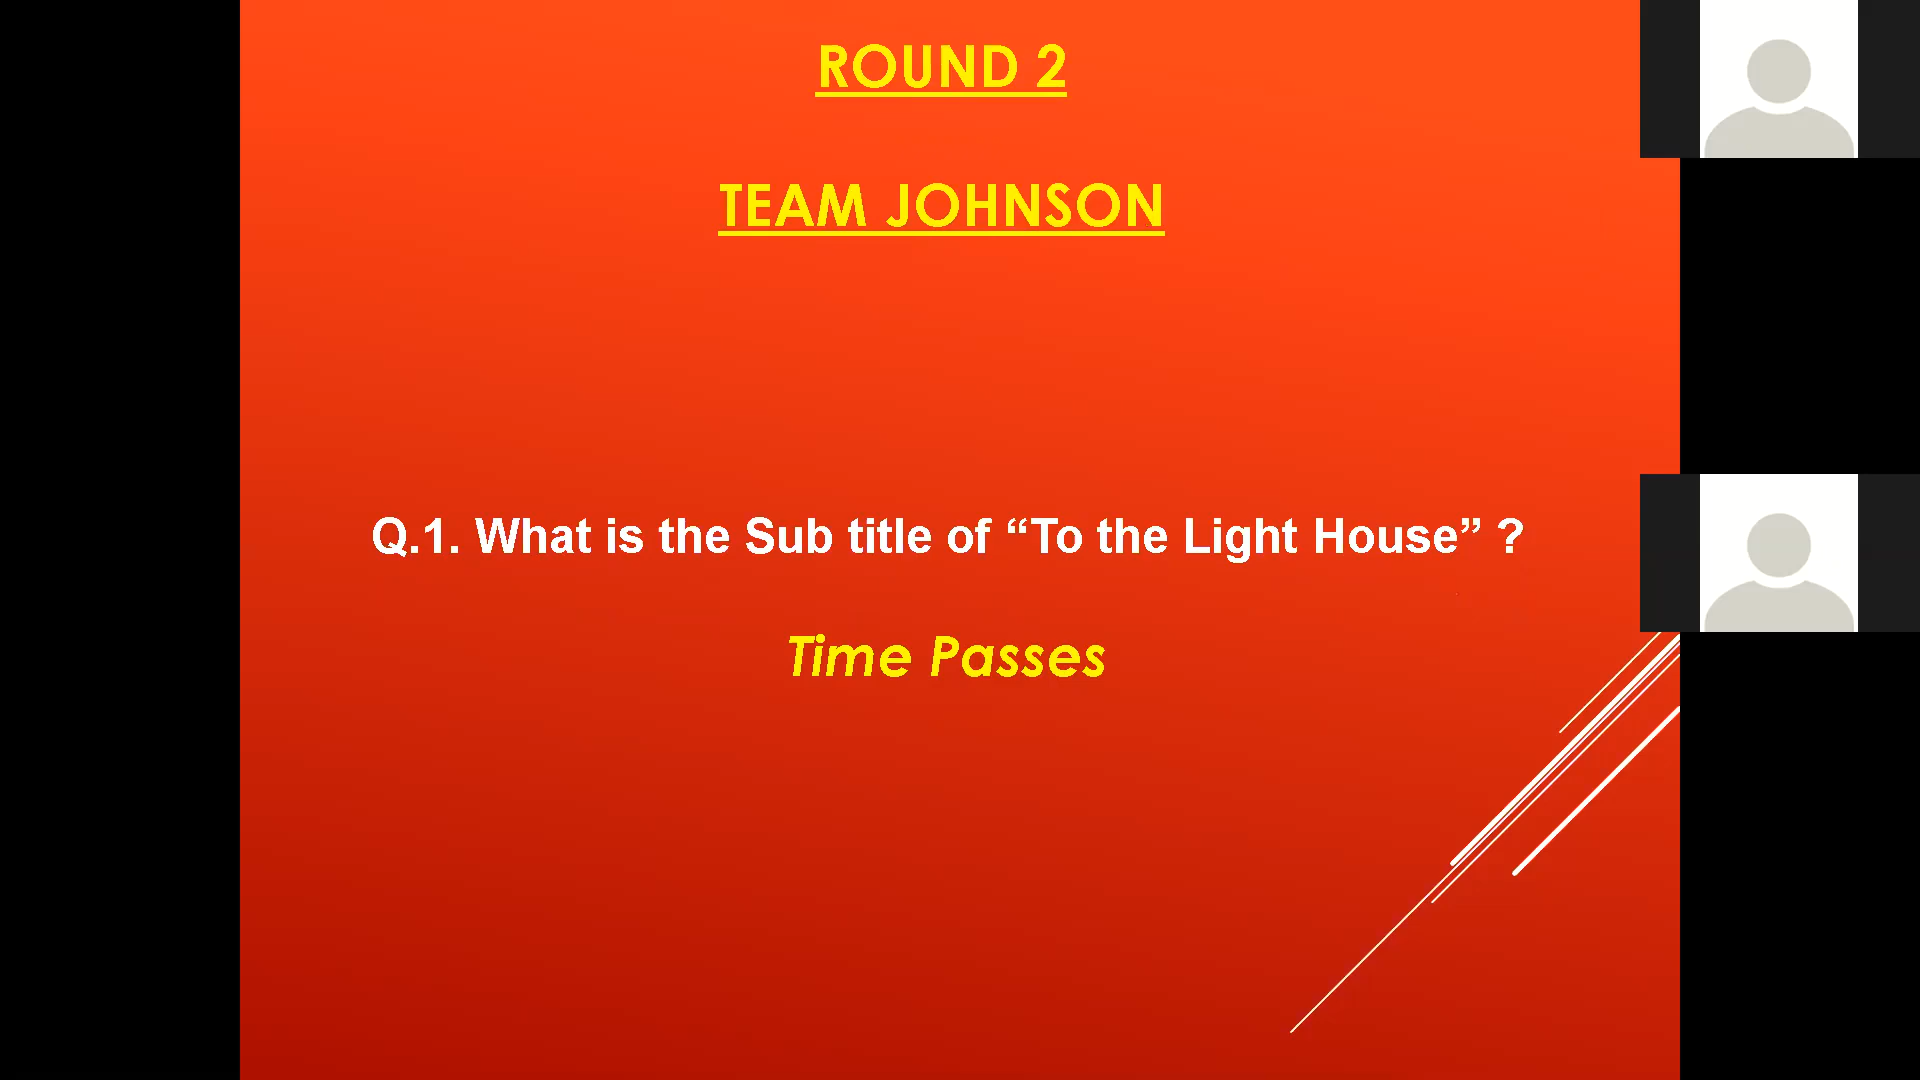 ROUND 2
TEAM JOHNSON
Q.1. What is the Sub title of “To the Light House” ?
Time Passes